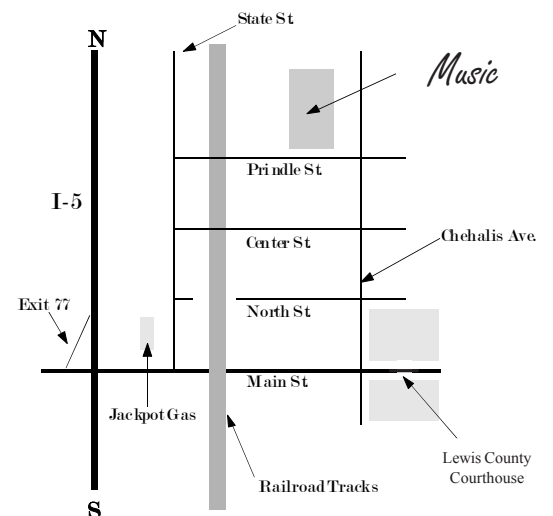 State St.
N
Music
Prindle St.
I-5
Center St.
Chehalis Ave.
Exit 77
North St.
Main St.
Jackpot Gas
Lewis County
Courthouse
Railroad Tracks
S